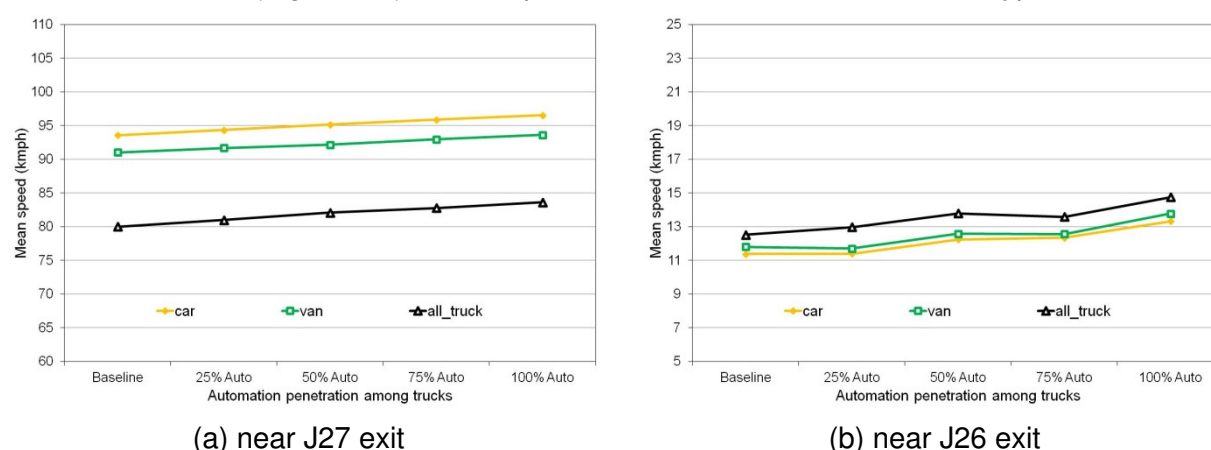 110
105
100
95
90
85
80
75
70
65
60
Mean speed (kmph)
car van all_truck
Baseline 25% Auto 50% Auto 75% Auto 100% Auto
Automation penetration among trucks
(a) near J27 exit
25
23
21
19
17
15
13
11
9
7
5
Mean speed (kmph)
car van all_truck
Baseline 25% Auto 50% Auto 75% Auto 100% Auto
Automation penetration among trucks
(b) near J26 exit